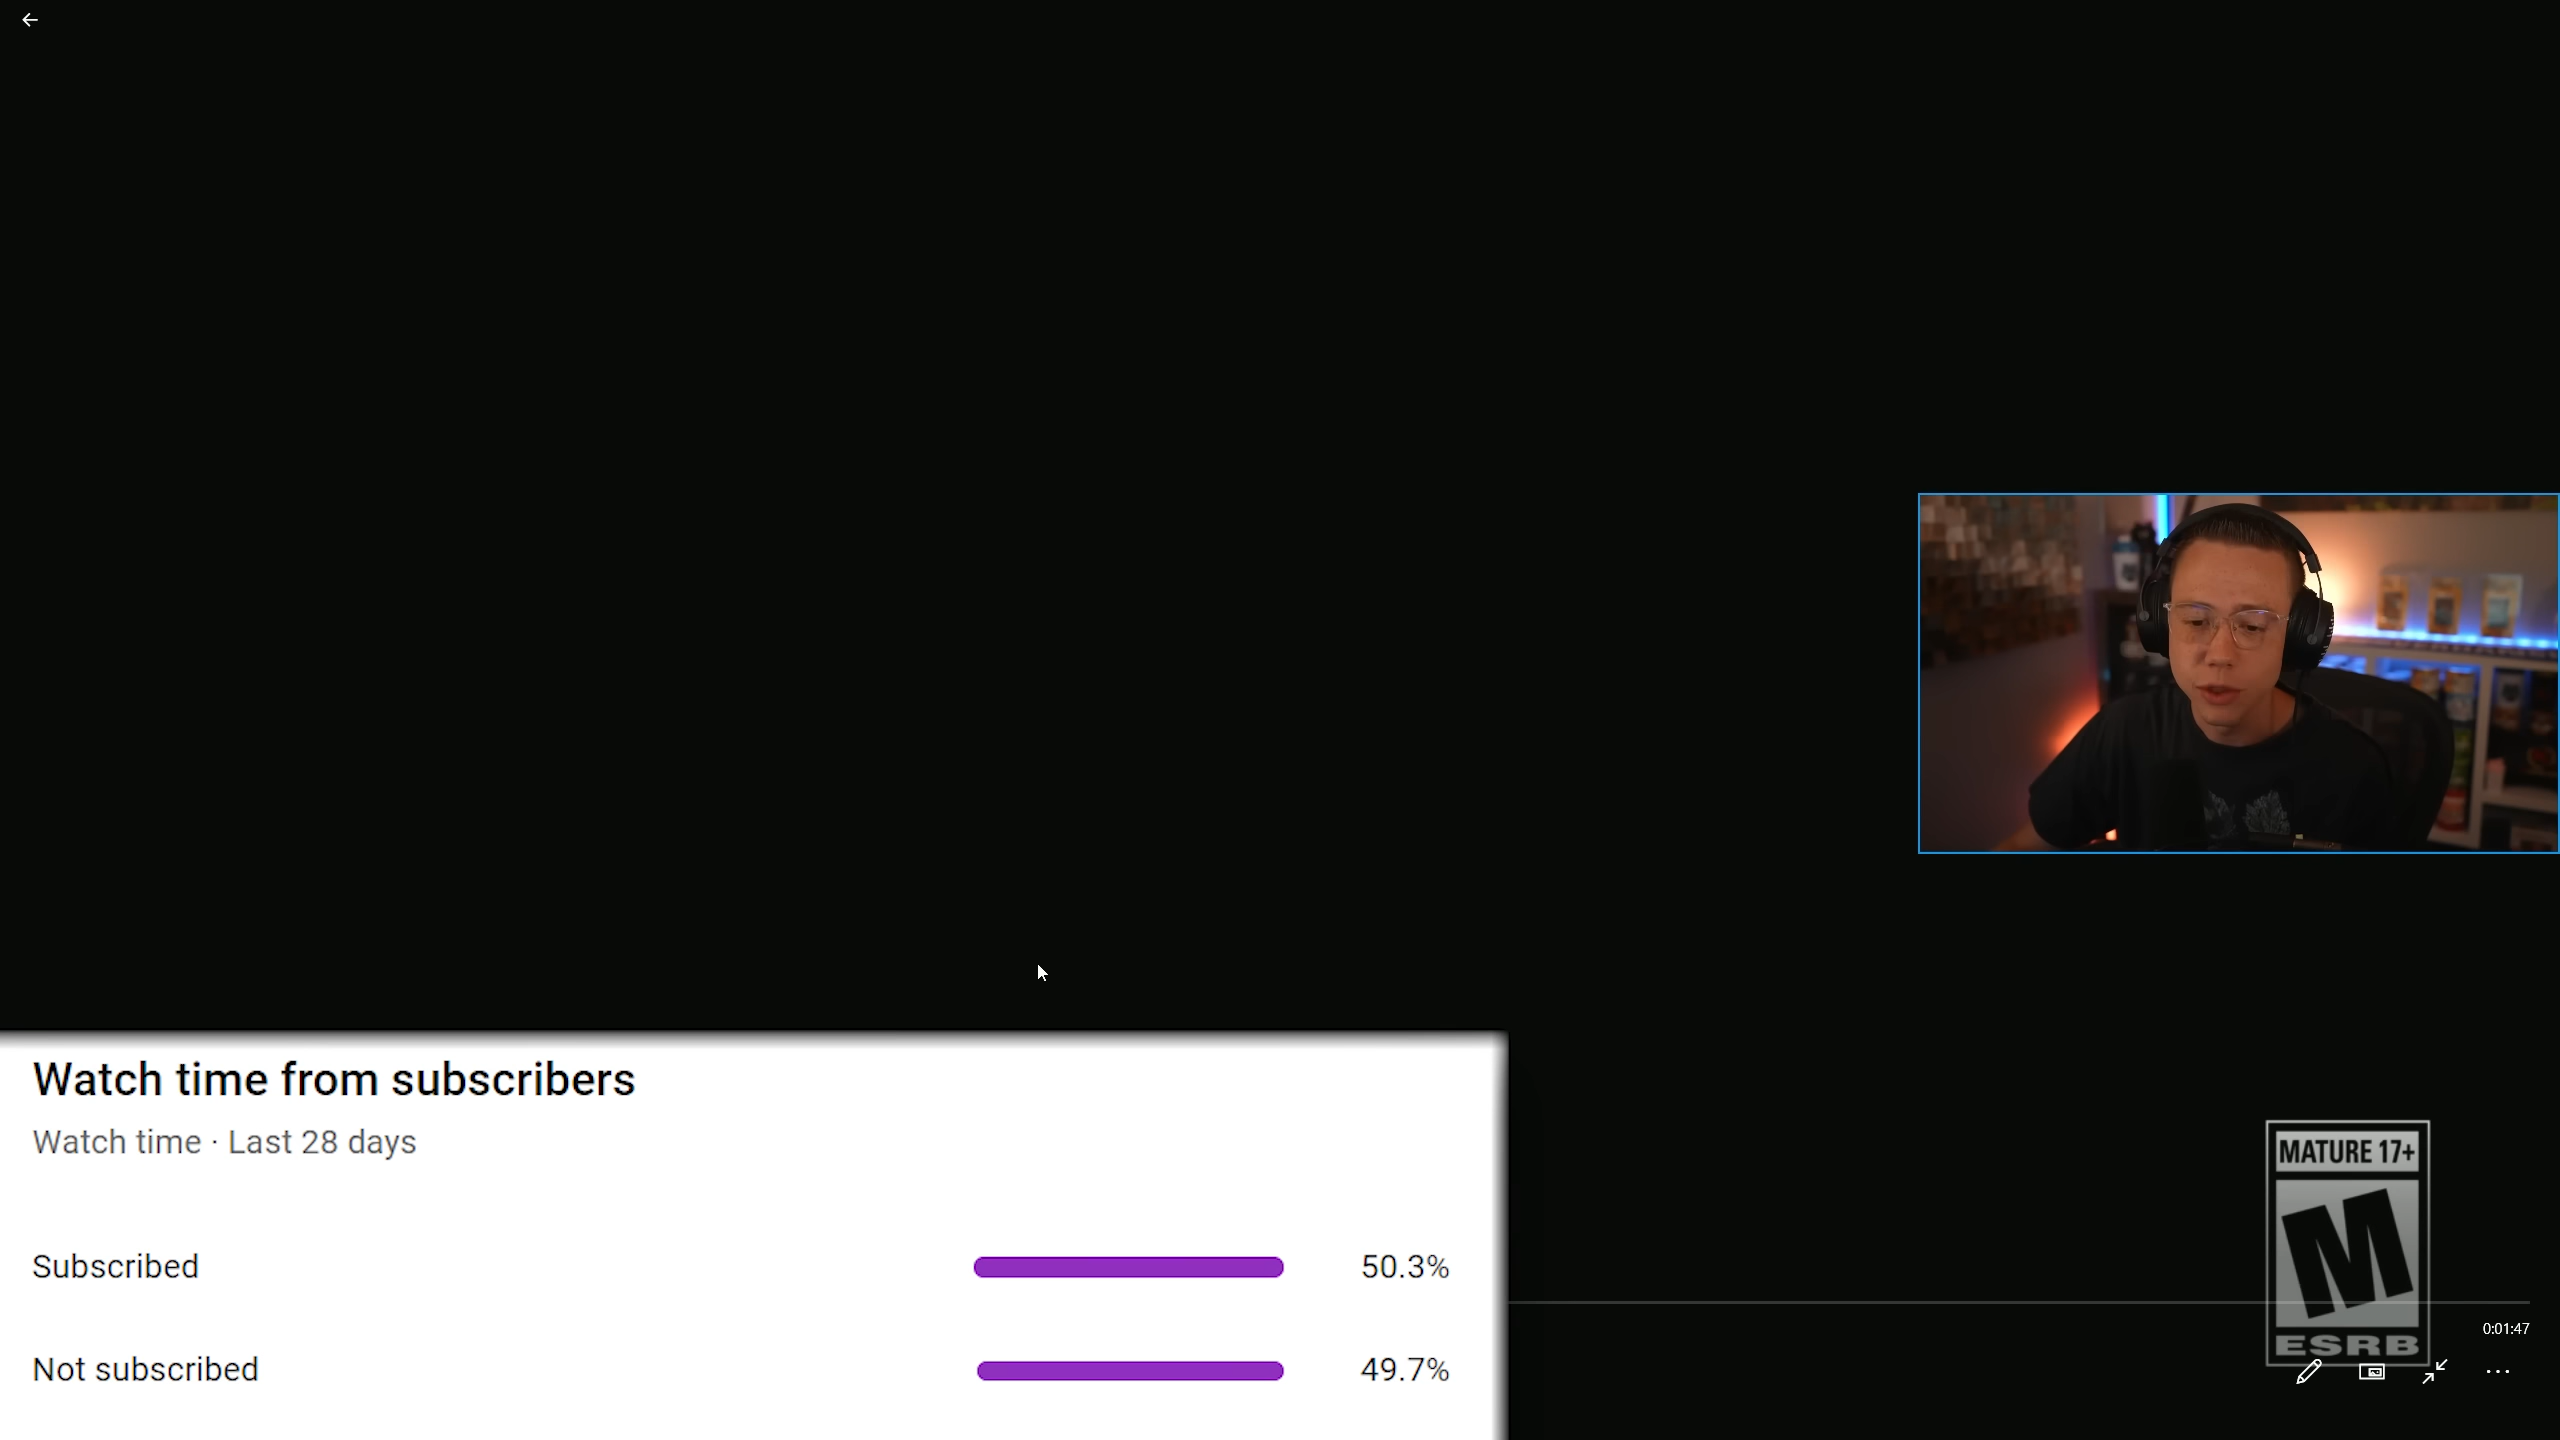 Watch time from subscribers
Watch time · Last 28 days
Subscribed 50.3%
Not subscribed 49.7%
MATURE 17+
M
ESRB
0:01:47